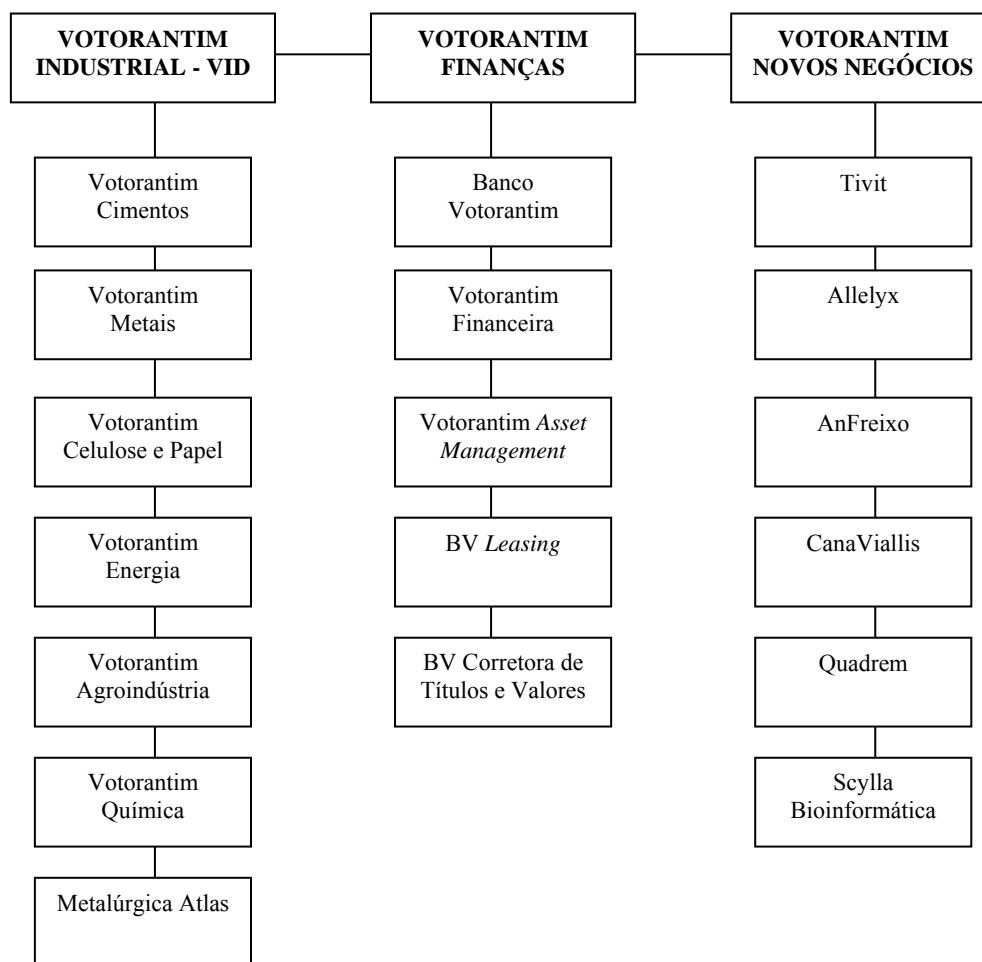 VOTORANTIM
INDUSTRIAL - VID
VOTORANTIM
FINANÇAS
VOTORANTIM
NOVOS NEGÓCIOS
Votorantim
Cimentos
Votorantim
Metais
Votorantim
Celulose e Papel
Votorantim
Energia
Votorantim
Agroindústria
Votorantim
Química
Metalúrgica Atlas
Banco
Votorantim
Votorantim
Financeira
Votorantim Asset
Management
BV Leasing
BV Corretora de
Títulos e Valores
Tivit
Allelyx
AnFreixo
CanaViallis
Quadrem
Scylla
Bioinformática